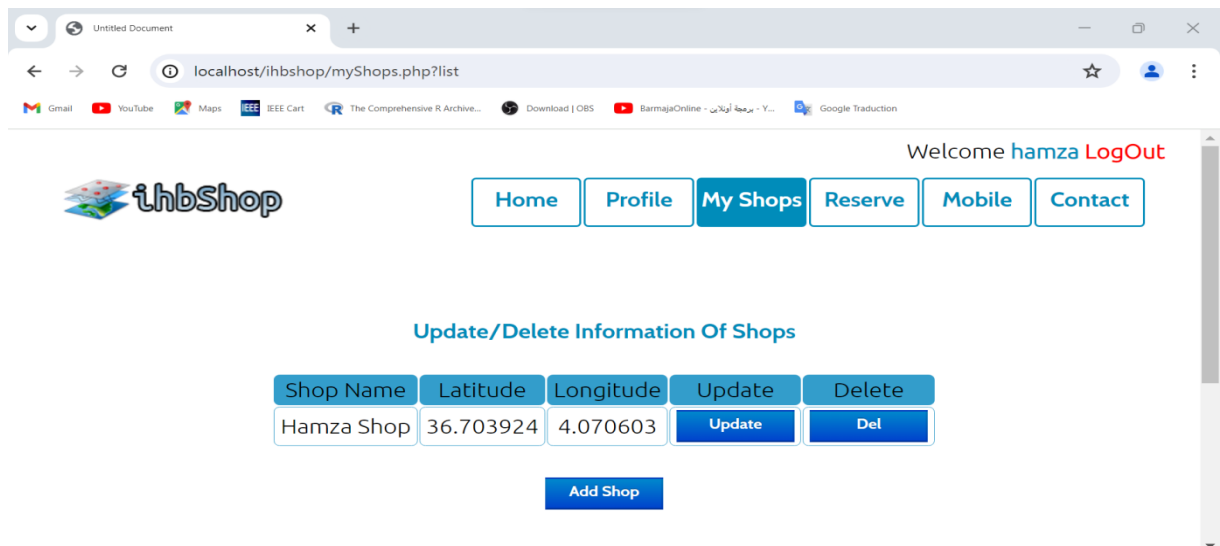 Untitled Document
localhost/ihbshop/myShops.php?list
Gmail YouTube Maps IEEE IEEE Cart The Comprehensive R Archive... Download | OBS BarmajaOnline - برمجة أونلاين - Y... Google Traduction
Welcome hamza LogOut
ihbShop
Home Profile My Shops Reserve Mobile Contact
Update/Delete Information Of Shops
Shop Name Latitude Longitude Update Delete
Hamza Shop 36.703924 4.070603 Update Del
Add Shop